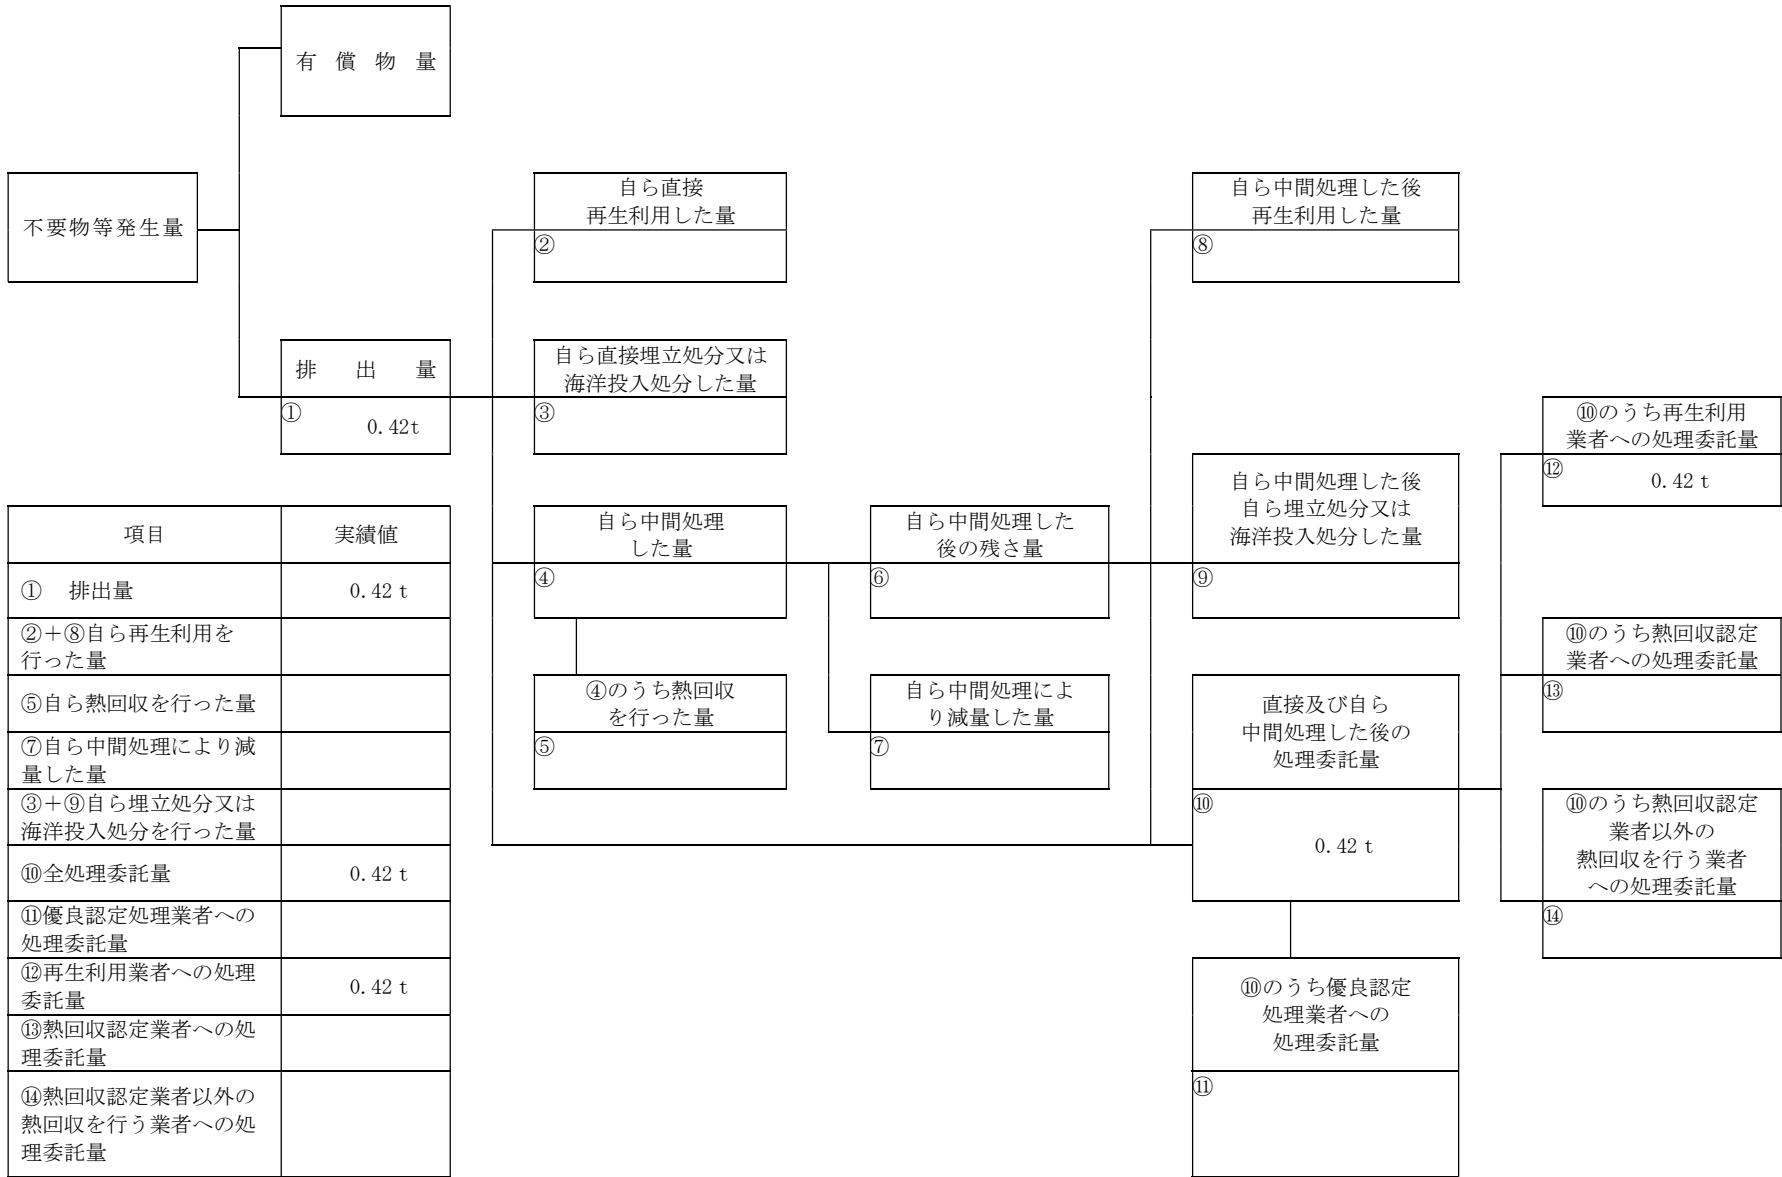 有償物量
不要物等発生量
自ら直接
再生利用した量
②
自ら中間処理した後
再生利用した量
⑧
排出量
①
0.42t
自ら直接埋立処分又は
海洋投入処分した量
③
⑩のうち再生利用
業者への処理委託量
⑫
0.42 t
自ら中間処理した後
自ら埋立処分又は
海洋投入処分した量
⑨
自ら中間処理
した量
④
自ら中間処理した
後の残さ量
⑥
⑩のうち熱回収認定
業者への処理委託量
⑬
④のうち熱回収
を行った量
⑤
自ら中間処理によ
り減量した量
⑦
直接及び自ら
中間処理した後の
処理委託量
⑩
0.42 t
⑩のうち熱回収認定
業者以外の
熱回収を行う業者
への処理委託量
⑭
⑩のうち優良認定
処理業者への
処理委託量
⑪
項目 実績値
① 排出量 0.42 t
②＋⑧自ら再生利用を
行った量
⑤自ら熱回収を行った量
⑦自ら中間処理により減
量した量
③＋⑨自ら埋立処分又は
海洋投入処分を行った量
⑩全処理委託量 0.42 t
⑪優良認定処理業者への
処理委託量
⑫再生利用業者への処理
委託量 0.42 t
⑬熱回収認定業者への処
理委託量
⑭熱回収認定業者以外の
熱回収を行う業者への処
理委託量